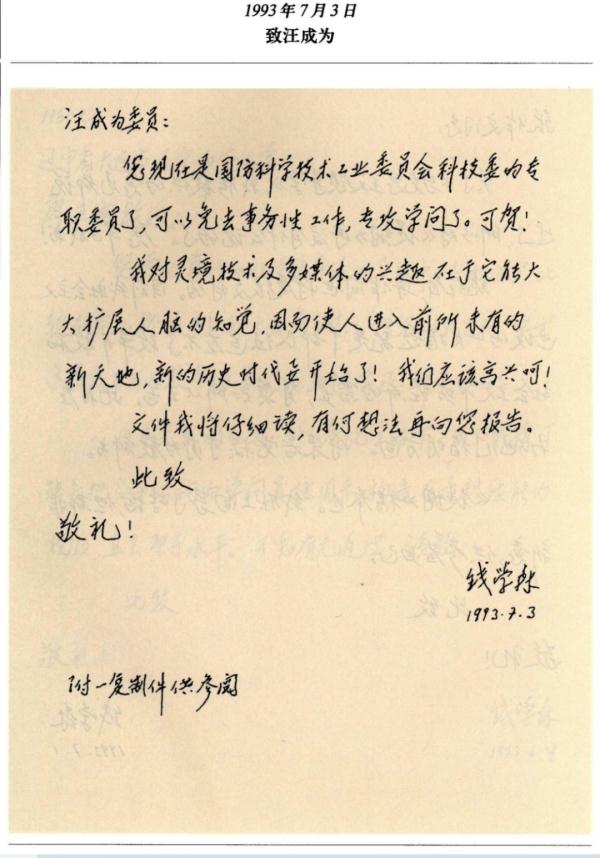 1993年7月3日
致汪成为
汪成为委员：
您现在是国防科学技术工业委员会科技委的专
职委员了，可以免去事务性工作，专攻学问了。可贺！
我对灵境技术及多媒体的兴趣在于它能大
大扩展人脑的知觉，因而使人进入前所未有的
新天地，新的历史时代要开始了！我们应该高兴呵！
文件我将仔细读，有何想法再向您报告。
此致
敬礼！
钱学森
1993.7.3
附一复制件供参阅